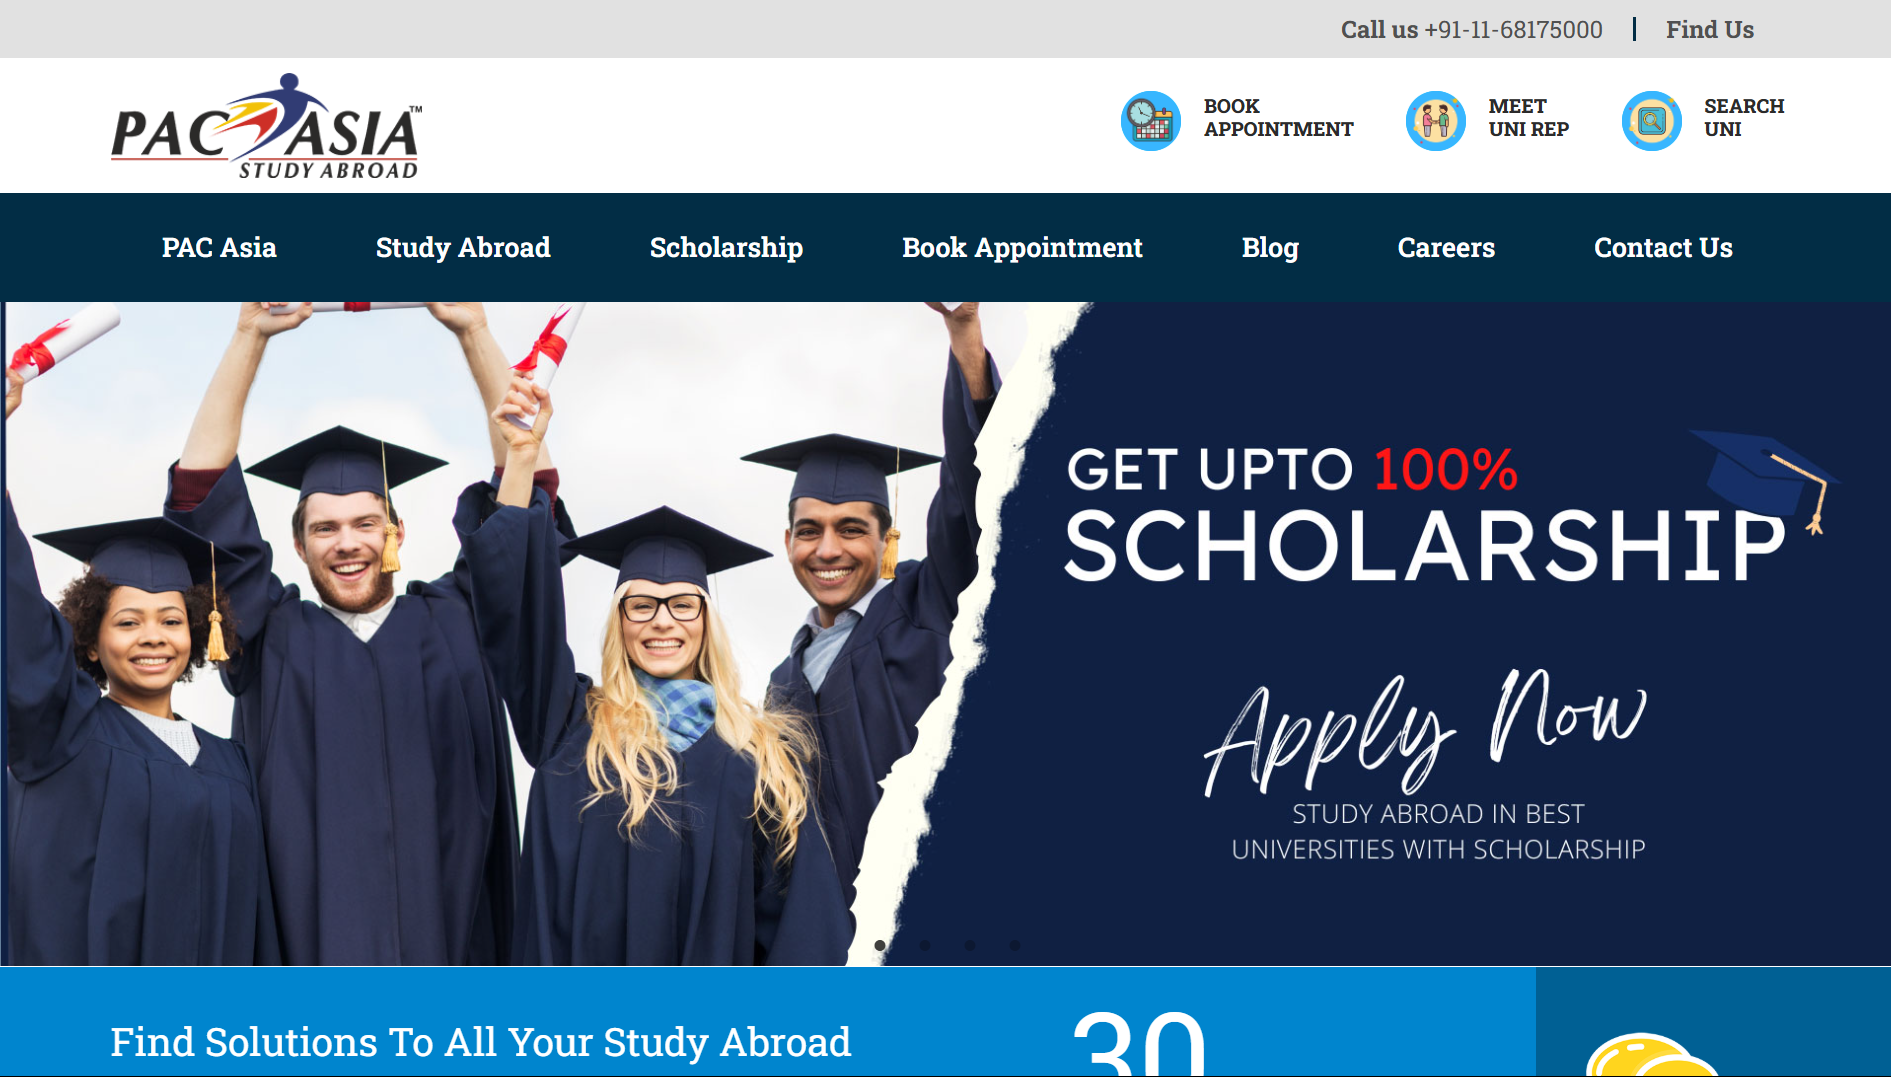 Call us +91-11-68175000 | Find Us
PAC ASIA™
STUDY ABROAD
BOOK
APPOINTMENT
MEET
UNI REP
SEARCH
UNI
PAC Asia
Study Abroad
Scholarship
Book Appointment
Blog
Careers
Contact Us
GET UPTO 100%
SCHOLARSHIP
Apply Now
STUDY ABROAD IN BEST
UNIVERSITIES WITH SCHOLARSHIP
Find Solutions To All Your Study Abroad
30